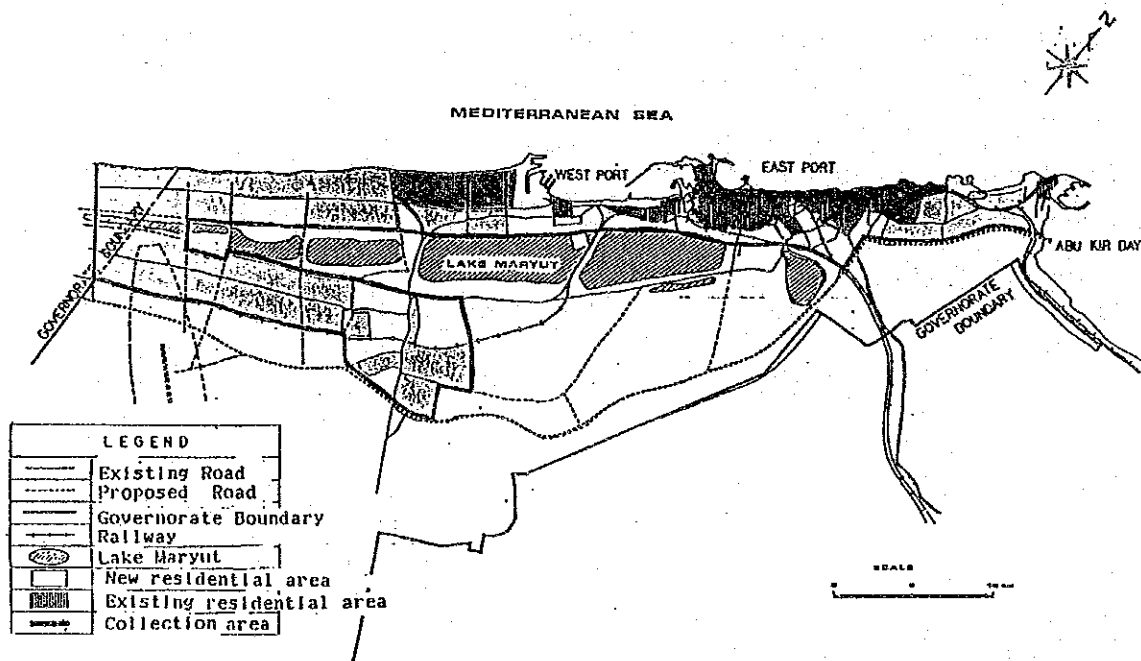 N
MEDITERRANEAN SEA
WEST PORT
EAST PORT
LAKE MARYUT
ABU KIR DAY
GOVERNORATE
BOUNDARY
GOVERNORATE
BOUNDARY
LEGEND
Existing Road
Proposed Road
Governorate Boundary
Railway
Lake Maryut
New residential area
Existing residential area
Collection area
SCALE